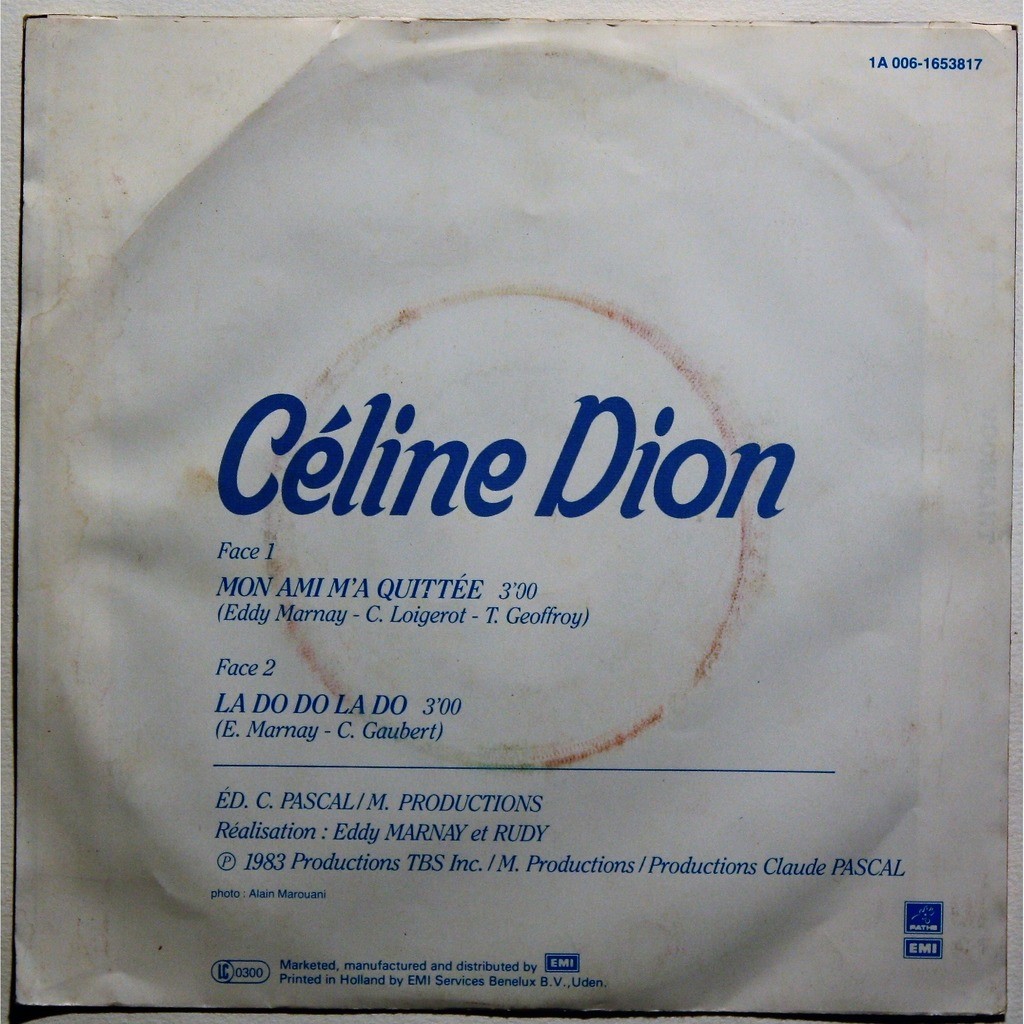 1A 006-1653817
Céline Dion
Face 1
MON AMI M'A QUITTÉE 3'00
(Eddy Marnay - C. Loigerot - T. Geoffroy)
Face 2
LA DO DO LA DO 3'00
(E. Marnay - C. Gaubert)
ÉD. C. PASCAL / M. PRODUCTIONS
Réalisation : Eddy MARNAY et RUDY
℗ 1983 Productions TBS Inc. / M. Productions / Productions Claude PASCAL
photo : Alain Marouani
PATHE
EMI
LC 0300
Marketed, manufactured and distributed by EMI
Printed in Holland by EMI Services Benelux B.V., Uden.